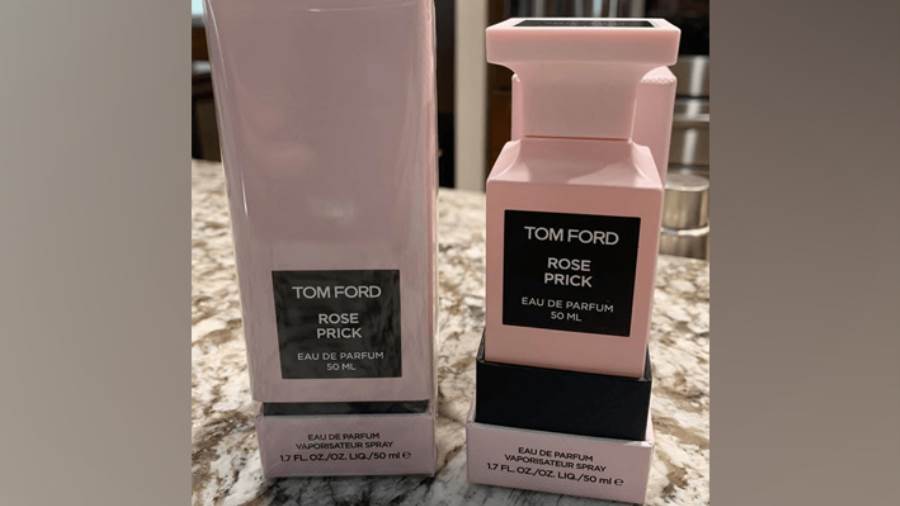 TOM FORD
ROSE
PRICK
EAU DE PARFUM
50 ML
EAU DE PARFUM
VAPORISATEUR SPRAY
1.7 FL. OZ./OZ. LIQ./50 ml ℮
TOM FORD
ROSE
PRICK
EAU DE PARFUM
50 ML
EAU DE PARFUM
VAPORISATEUR SPRAY
1.7 FL. OZ./OZ. LIQ./50 ml ℮